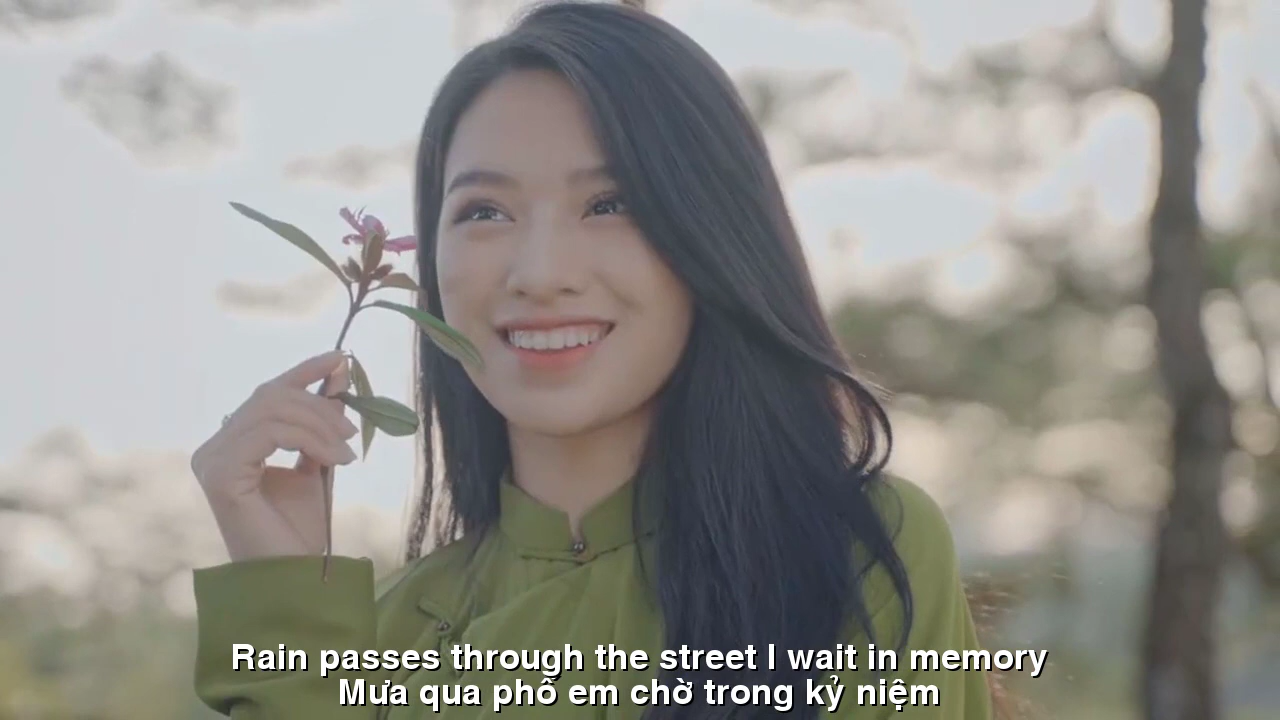 Rain passes through the street I wait in memory
Mưa qua phố em chờ trong kỷ niệm